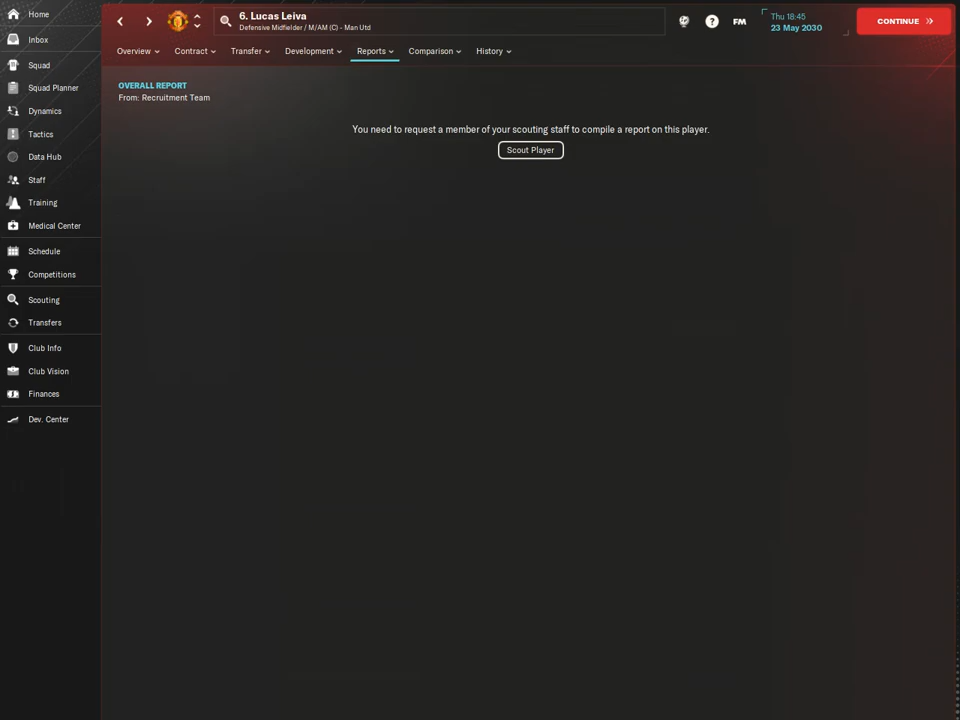 Home
Inbox
Squad
Squad Planner
Dynamics
Tactics
Data Hub
Staff
Training
Medical Center
Schedule
Competitions
Scouting
Transfers
Club Info
Club Vision
Finances
Dev. Center
6. Lucas Leiva
Defensive Midfielder / M/AM (C) - Man Utd
?
FM
Thu 18:45
23 May 2030
CONTINUE
Overview
Contract
Transfer
Development
Reports
Comparison
History
OVERALL REPORT
From: Recruitment Team
You need to request a member of your scouting staff to compile a report on this player.
Scout Player